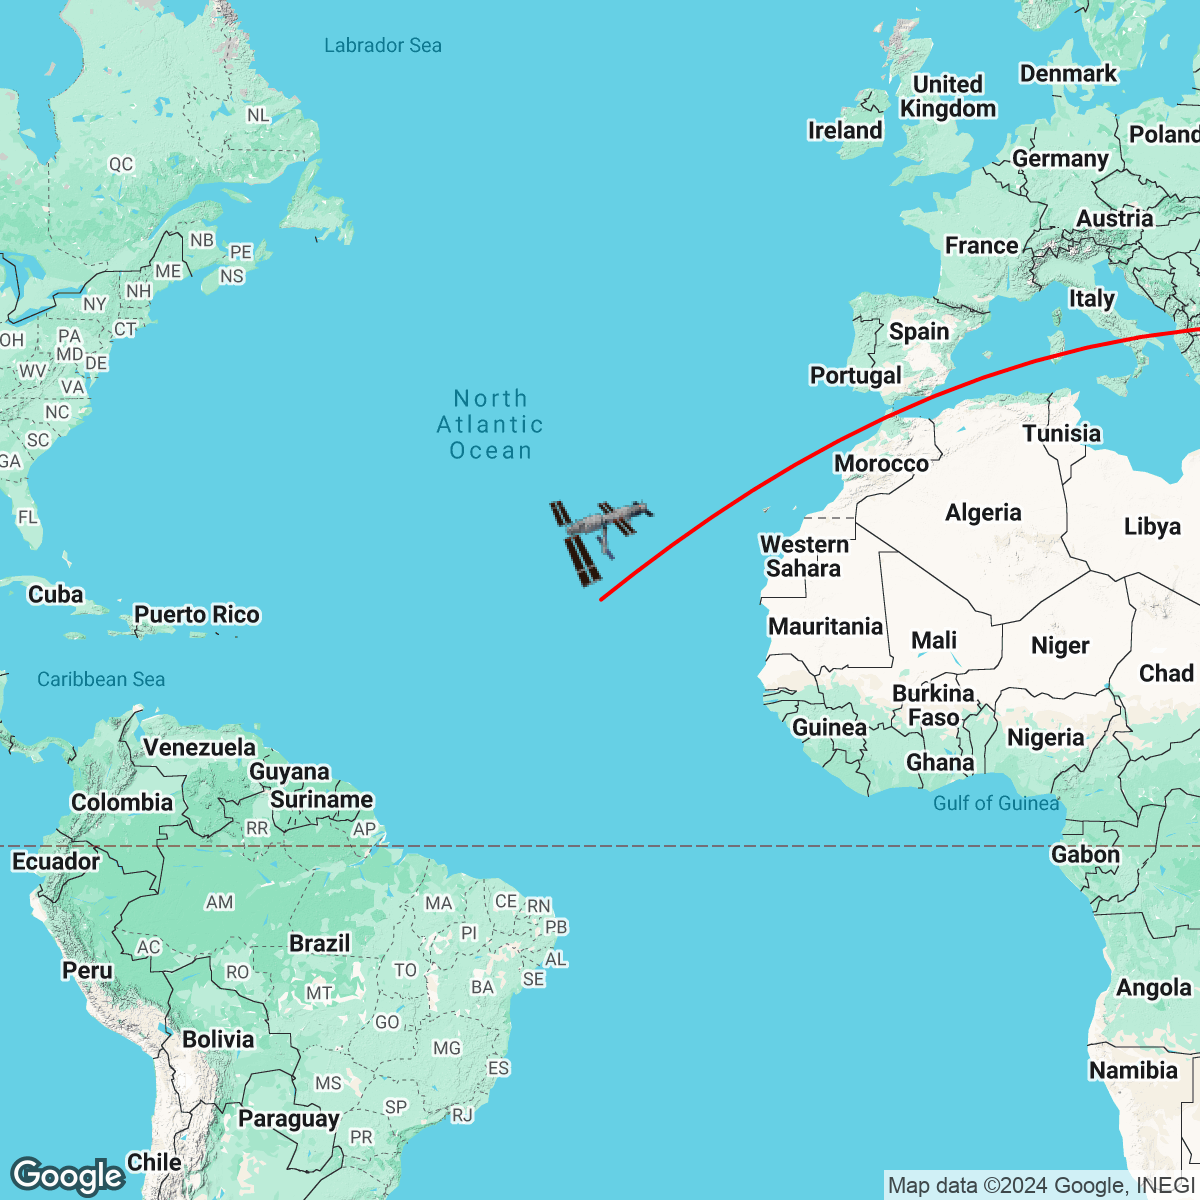 Labrador Sea
Denmark
United
Kingdom
Ireland
Poland
NL
QC
Germany
Austria
NB
PE
France
ME
NS
NH
NY
Italy
CT
Spain
OH
PA
MD
DE
WV
Portugal
VA
North
Atlantic
Ocean
NC
SC
Tunisia
GA
Morocco
FL
Algeria
Libya
Western
Sahara
Cuba
Puerto Rico
Mauritania
Mali
Niger
Chad
Caribbean Sea
Burkina
Faso
Guinea
Nigeria
Venezuela
Ghana
Guyana
Colombia
Suriname
Gulf of Guinea
RR
AP
Ecuador
Gabon
AM
MA
CE
RN
PB
PI
Brazil
AC
AL
Peru
RO
TO
SE
BA
MT
Angola
GO
Bolivia
MG
ES
Namibia
MS
SP
RJ
Paraguay
PR
Chile
Google
Map data ©2024 Google, INEGI